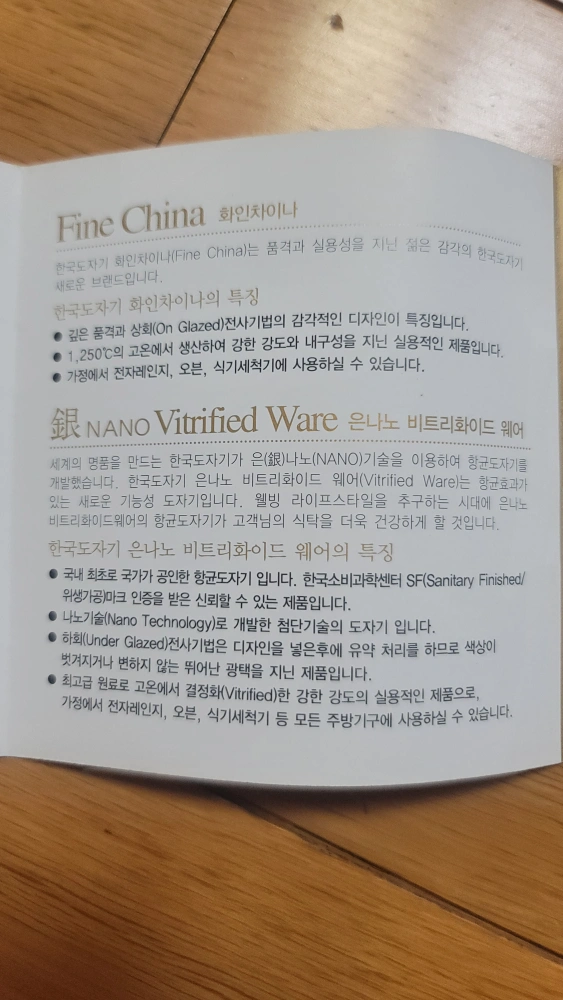 Fine China 화인차이나
한국도자기 화인차이나(Fine China)는 품격과 실용성을 지닌 젊은 감각의 한국도자기
새로운 브랜드입니다.
한국도자기 화인차이나의 특징
● 깊은 품격과 상회(On Glazed)전사기법의 감각적인 디자인이 특징입니다.
● 1,250℃의 고온에서 생산하여 강한 강도와 내구성을 지닌 실용적인 제품입니다.
● 가정에서 전자레인지, 오븐, 식기세척기에 사용하실 수 있습니다.
銀 NANO Vitrified Ware 은나노 비트리화이드 웨어
세계의 명품을 만드는 한국도자기가 은(銀)나노(NANO)기술을 이용하여 항균도자기를
개발했습니다. 한국도자기 은나노 비트리화이드 웨어(Vitrified Ware)는 항균효과가
있는 새로운 기능성 도자기입니다. 웰빙 라이프스타일을 추구하는 시대에 은나노
비트리화이드웨어의 항균도자기가 고객님의 식탁을 더욱 건강하게 할 것입니다.
한국도자기 은나노 비트리화이드 웨어의 특징
● 국내 최초로 국가가 공인한 항균도자기 입니다. 한국소비과학센터 SF(Sanitary Finished/
위생가공)마크 인증을 받은 신뢰할 수 있는 제품입니다.
● 나노기술(Nano Technology)로 개발한 첨단기술의 도자기 입니다.
● 하회(Under Glazed)전사기법은 디자인을 넣은후에 유약 처리를 하므로 색상이
벗겨지거나 변하지 않는 뛰어난 광택을 지닌 제품입니다.
● 최고급 원료로 고온에서 결정화(Vitrified)한 강한 강도의 실용적인 제품으로,
가정에서 전자레인지, 오븐, 식기세척기 등 모든 주방기구에 사용하실 수 있습니다.